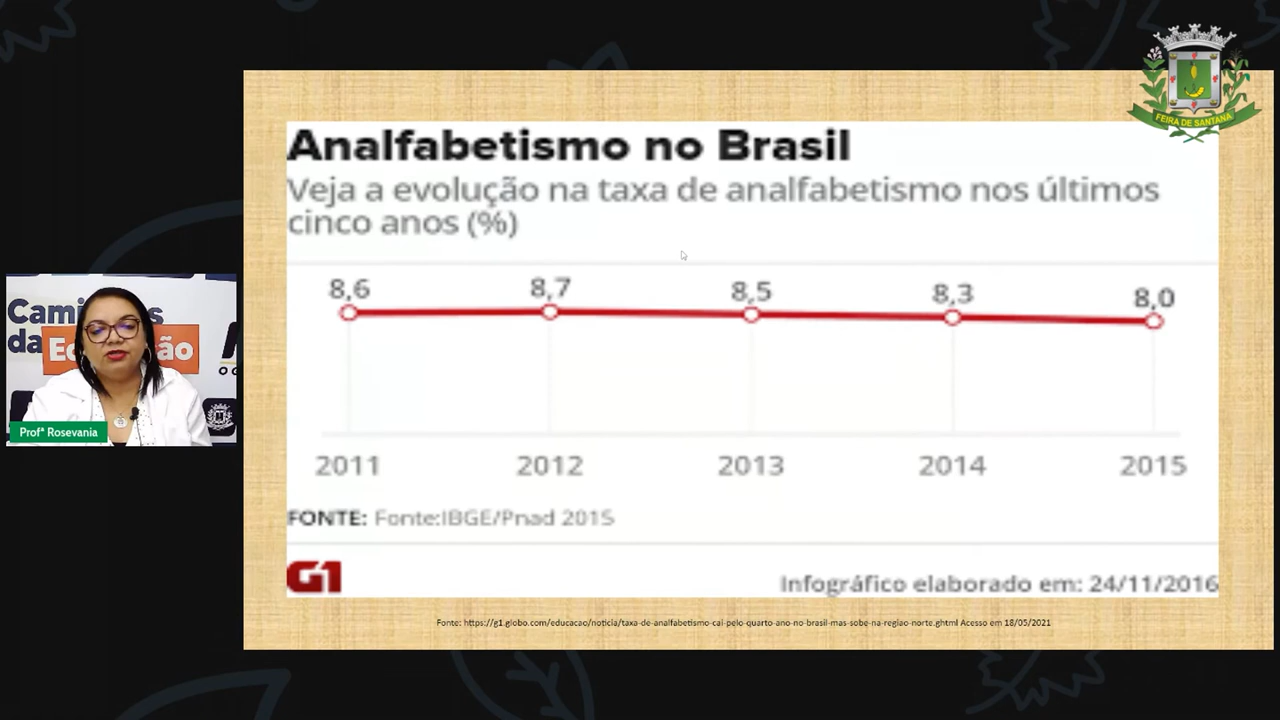 FEIRA DE SANTANA
Analfabetismo no Brasil
Veja a evolução na taxa de analfabetismo nos últimos
cinco anos (%)
8,6 8,7 8,5 8,3 8,0
2011 2012 2013 2014 2015
FONTE: Fonte:IBGE/Pnad 2015
G1
Infográfico elaborado em: 24/11/2016
Fonte: https://g1.globo.com/educacao/noticia/taxa-de-analfabetismo-cai-pelo-quarto-ano-no-brasil-mas-sobe-na-regiao-norte.ghtml Acesso em 18/05/2021
da
Profª Rosevania